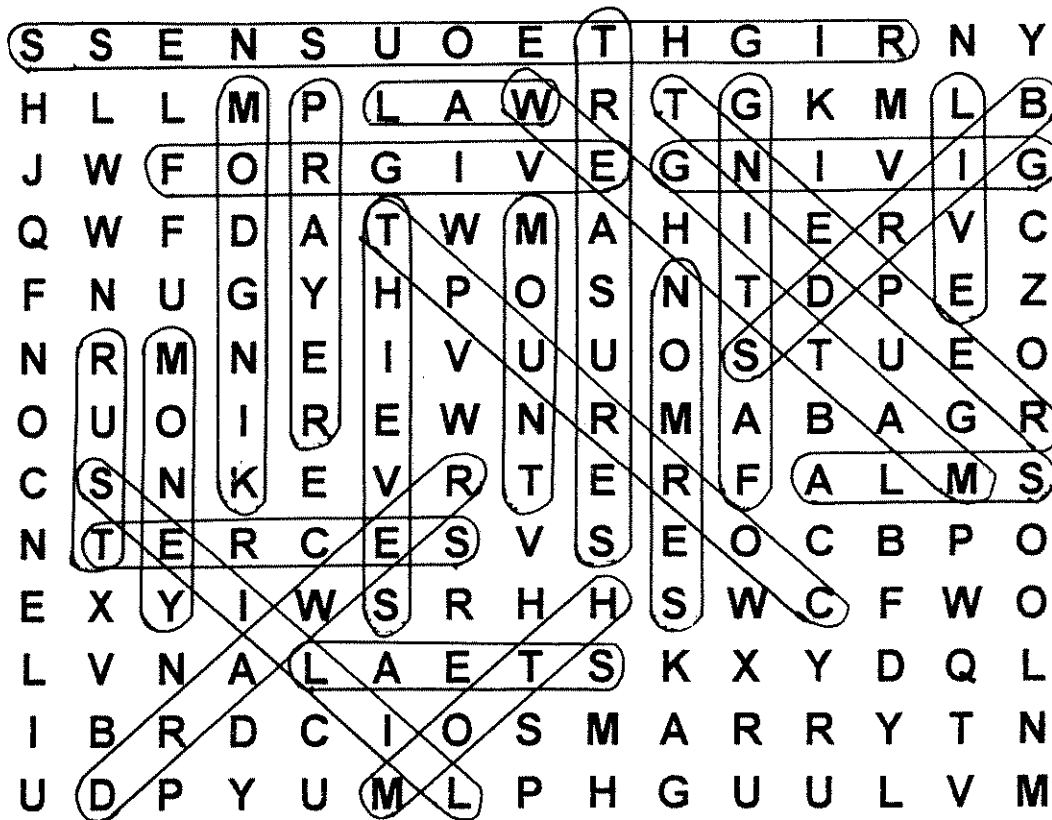 S S E N S U O E T H G I R N Y
H L L M P L A W R T G K M L B
J W F O R G I V E G N I V I G
Q W F D A T W M A H I E R V C
F N U G Y H P O S N T D P E Z
N R M N E I V U U O S T U E O
O U O I R E W N R M A B A G R
C S N K E V R T E R F A L M S
N T E R C E S V S E O C B P O
E X Y I W S R H H S W C F W O
L V N A L A E T S K X Y D Q L
I B R D C I O S M A R R Y T N
U D P Y U M L P H G U U L V M